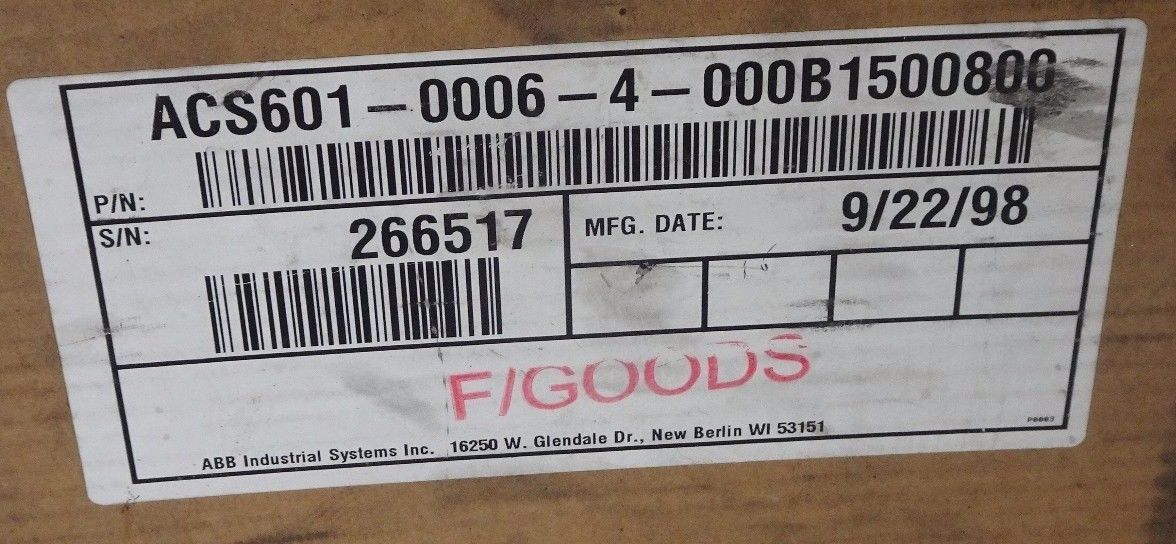 ACS601-0006-4-000B1500800
P/N:
S/N:
266517
MFG. DATE:
9/22/98
F/GOODS
ABB Industrial Systems Inc. 16250 W. Glendale Dr., New Berlin WI 53151
P0003